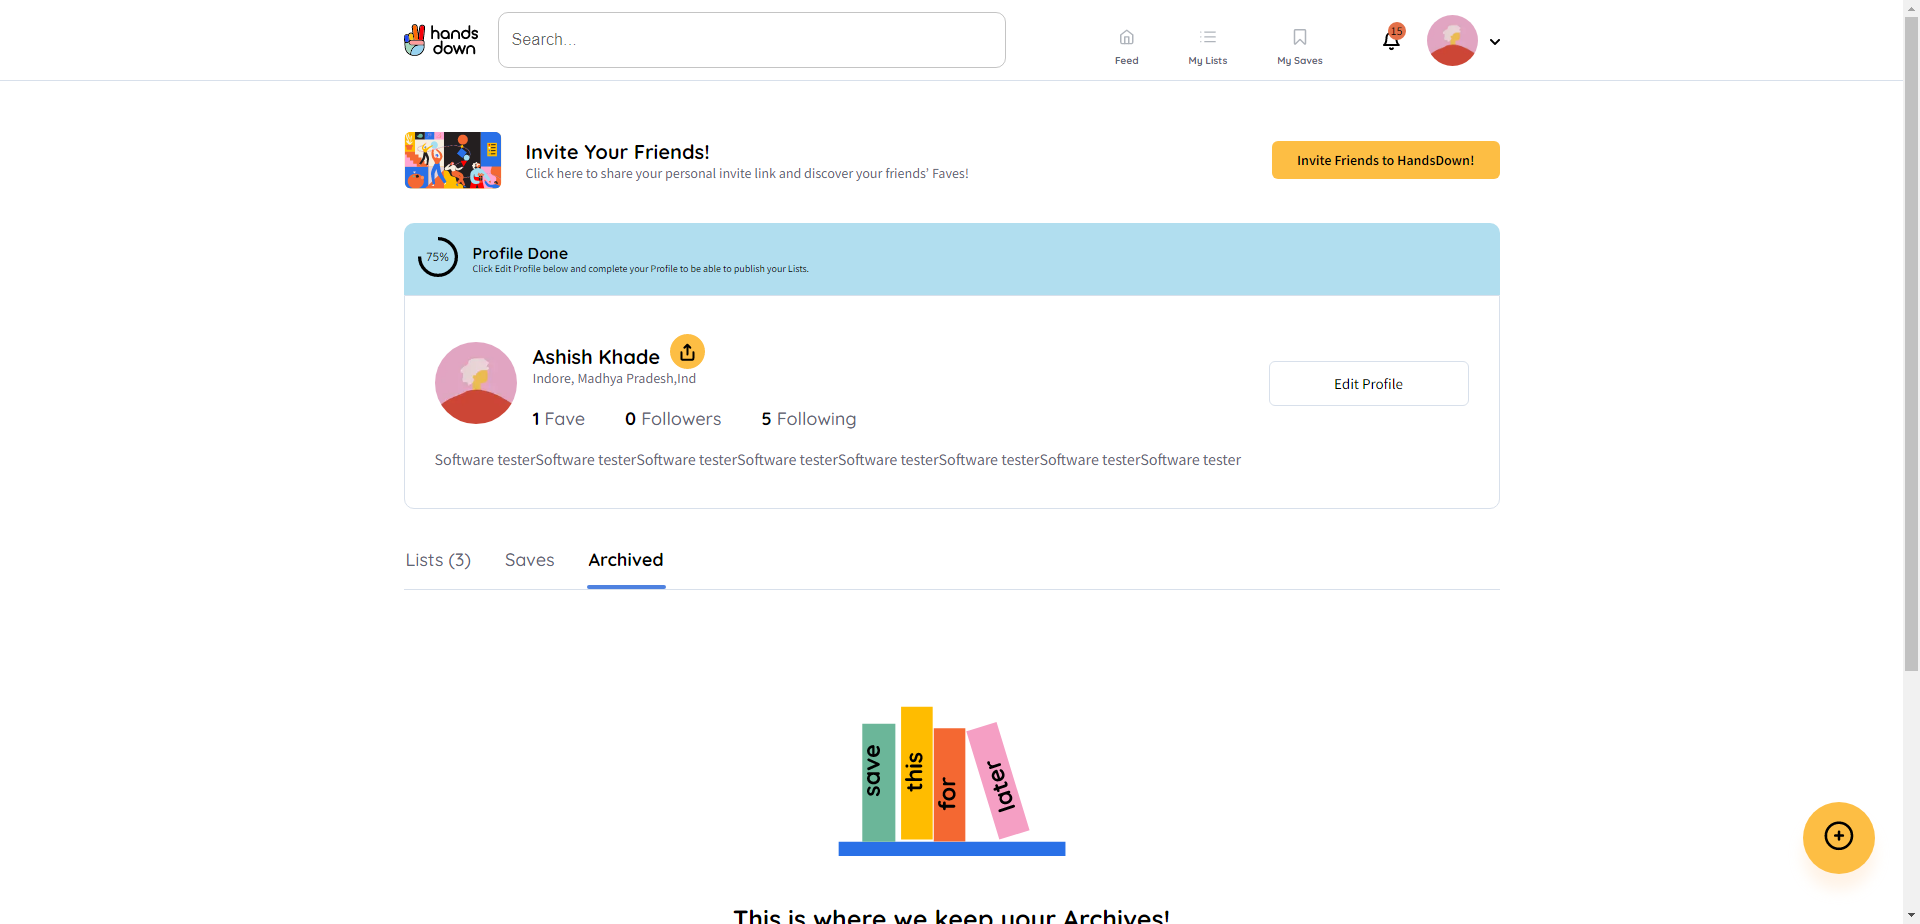 hands
down
Search...
Feed
My Lists
My Saves
15
Invite Your Friends!
Click here to share your personal invite link and discover your friends’ Faves!
Invite Friends to HandsDown!
75%
Profile Done
Click Edit Profile below and complete your Profile to be able to publish your Lists.
Ashish Khade
Indore, Madhya Pradesh,Ind
1 Fave
0 Followers
5 Following
Edit Profile
Software testerSoftware testerSoftware testerSoftware testerSoftware testerSoftware testerSoftware testerSoftware tester
Lists (3)
Saves
Archived
save
this
for
later
This is where we keep your Archives!